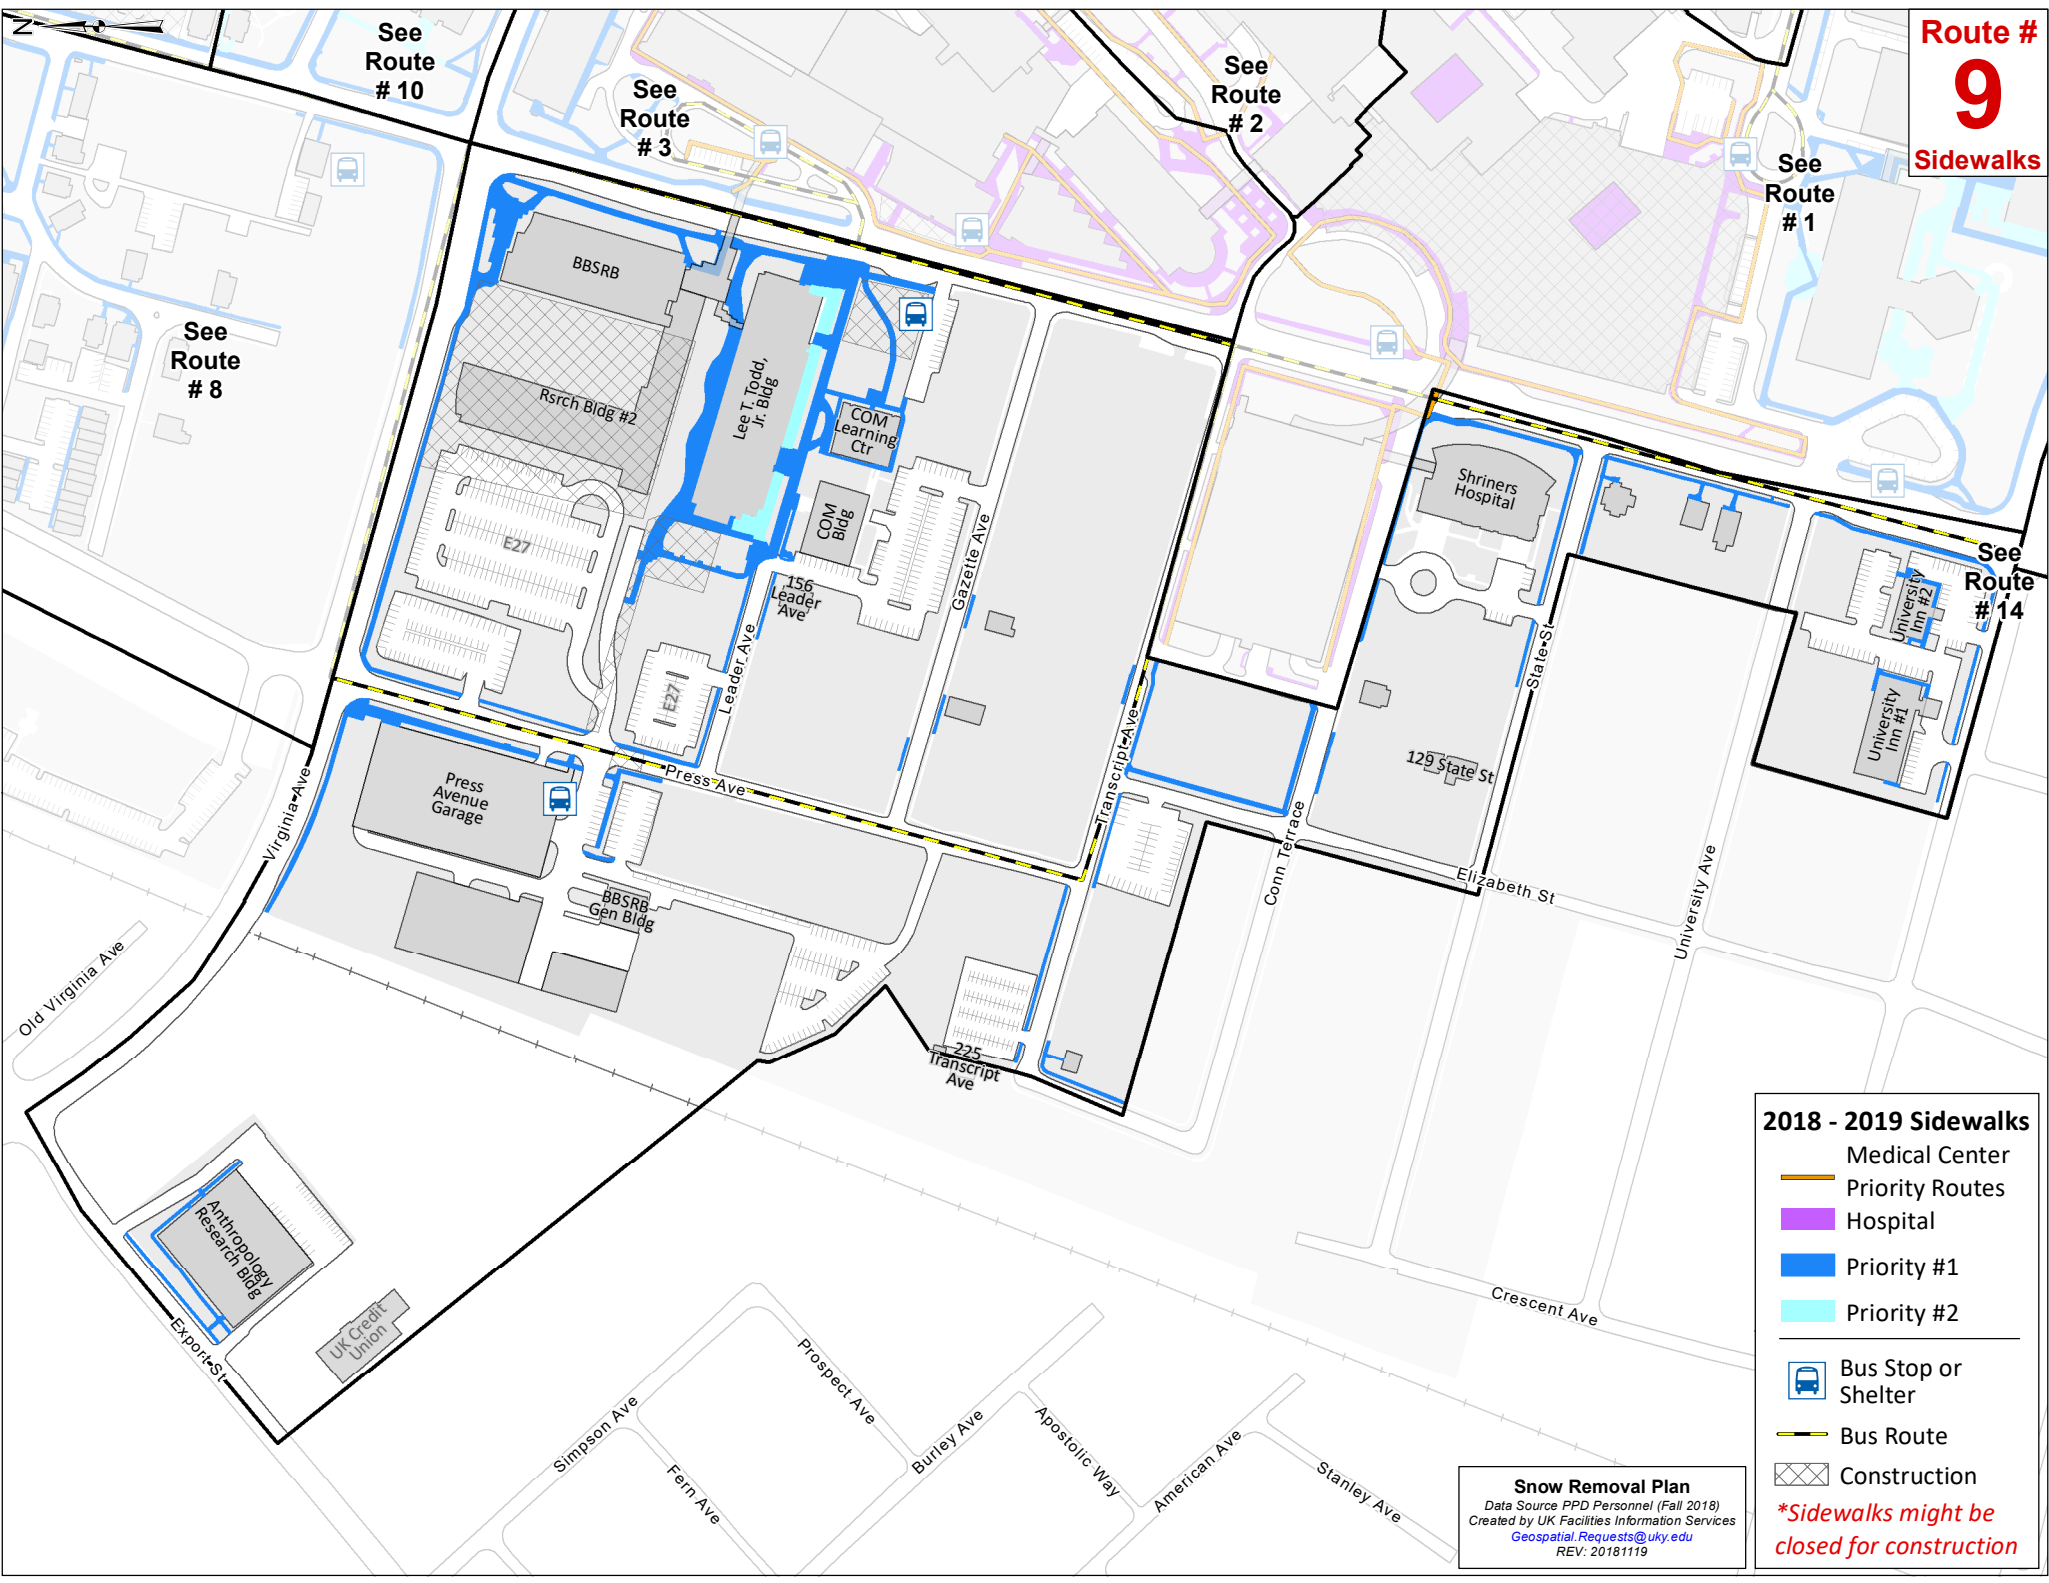 N
See
Route
# 10
See
Route
# 3
See
Route
# 2
Route #
9
Sidewalks
See
Route
# 1
See
Route
# 8
See
Route
# 14
BBSRB
Rsrch Bldg #2
Lee T. Todd,
Jr. Bldg
COM
Learning
Ctr
COM
Bldg
Shriners
Hospital
E27
156
Leader
Ave
Gazette Ave
University
Inn #2
Leader Ave
E27
State St
University
Inn #1
Transcript Ave
129 State St
Press
Avenue
Garage
Press Ave
Virginia Ave
Conn Terrace
Elizabeth St
University Ave
BBSRB
Gen Bldg
Old Virginia Ave
225
Transcript
Ave
Anthropology
Research Bldg
UK Credit
Union
Export St
Crescent Ave
Prospect Ave
Simpson Ave
Fern Ave
Burley Ave
Apostolic Way
American Ave
Stanley Ave
Snow Removal Plan
Data Source PPD Personnel (Fall 2018)
Created by UK Facilities Information Services
Geospatial.Requests@uky.edu
REV: 20181119
2018 - 2019 Sidewalks
Medical Center
Priority Routes
Hospital
Priority #1
Priority #2
Bus Stop or
Shelter
Bus Route
Construction
*Sidewalks might be
closed for construction